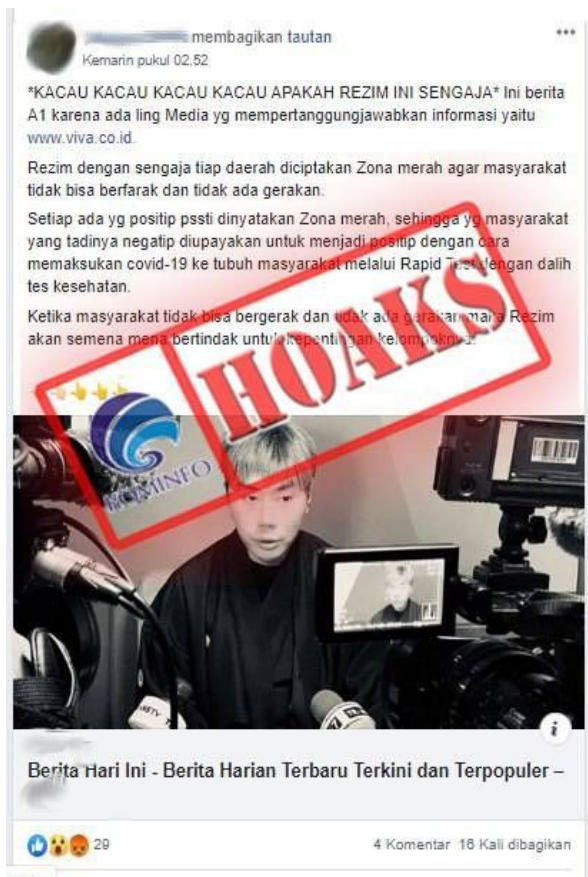 membagikan tautan
Kemarin pukul 02.52
*KACAU KACAU KACAU KACAU APAKAH REZIM INI SENGAJA* Ini berita
A1 karena ada ling Media yg mempertanggungjawabkan informasi yaitu
www.viva.co.id.
Rezim dengan sengaja tiap daerah diciptakan Zona merah agar masyarakat
tidak bisa berfarak dan tidak ada gerakan.
Setiap ada yg positip pssti dinyatakan Zona merah, sehingga yg masyarakat
yang tadinya negatip diupayakan untuk menjadi positip dengan cara
memaksukan covid-19 ke tubuh masyarakat melalui Rapid Test dengan dalih
tes kesehatan.
Ketika masyarakat tidak bisa bergerak dan tidak ada gerakan maka Rezim
akan semena mena bertindak untuk kepentingan kelompoknya.
HOAKS
KOMINFO
Berita Hari Ini - Berita Harian Terbaru Terkini dan Terpopuler –
29
4 Komentar 16 Kali dibagikan